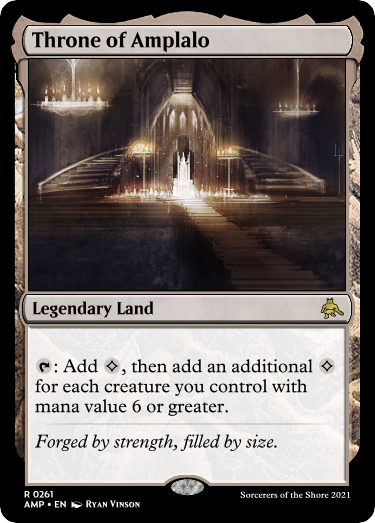 Throne of Amplalo
Legendary Land
: Add , then add an additional
for each creature you control with
mana value 6 or greater.
Forged by strength, filled by size.
R 0261
AMP • EN Ryan Vinson
Sorcerers of the Shore 2021